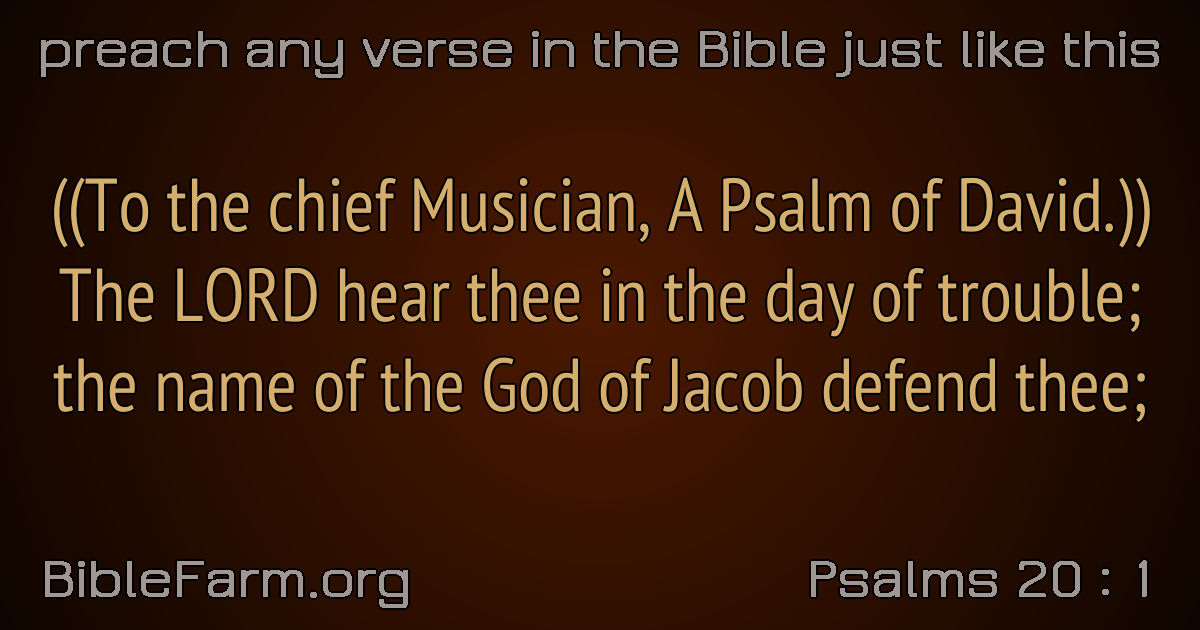 preach any verse in the Bible just like this
((To the chief Musician, A Psalm of David.))
The LORD hear thee in the day of trouble;
the name of the God of Jacob defend thee;
BibleFarm.org
Psalms 20 : 1